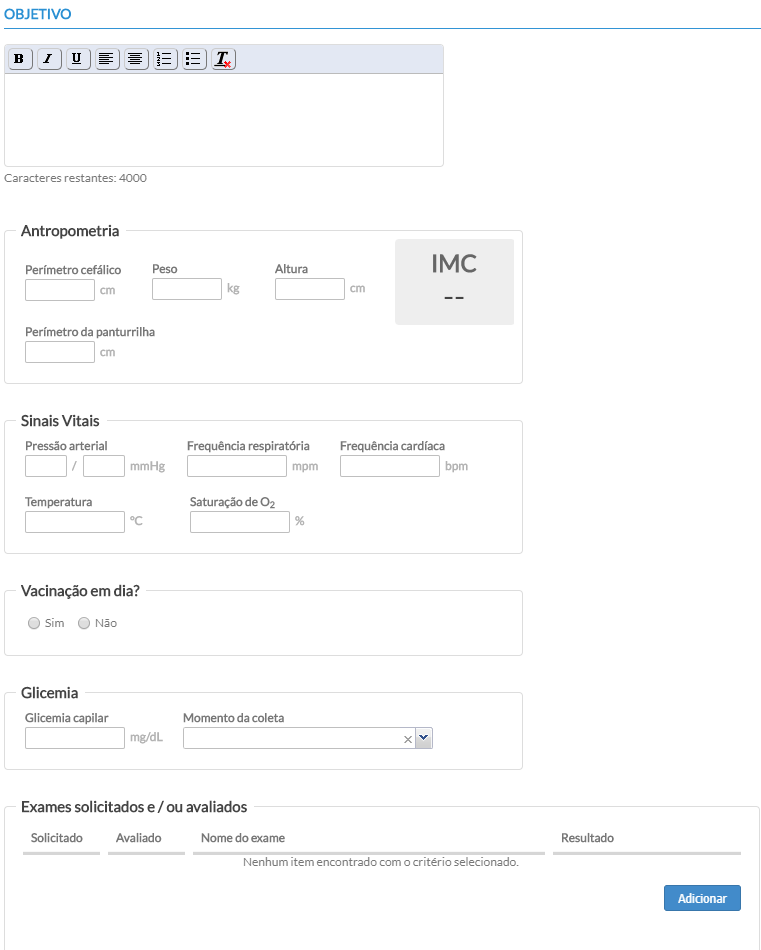 OBJETIVO
B I U T
Caracteres restantes: 4000
Antropometria
IMC
--
Perímetro cefálico Peso Altura
cm kg cm
Perímetro da panturrilha
cm
Sinais Vitais
Pressão arterial Frequência respiratória Frequência cardíaca
/ mmHg mpm bpm
Temperatura Saturação de O2
ºC %
Vacinação em dia?
Sim Não
Glicemia
Glicemia capilar Momento da coleta
mg/dL
Exames solicitados e / ou avaliados
Solicitado Avaliado Nome do exame Resultado
Nenhum item encontrado com o critério selecionado.
Adicionar